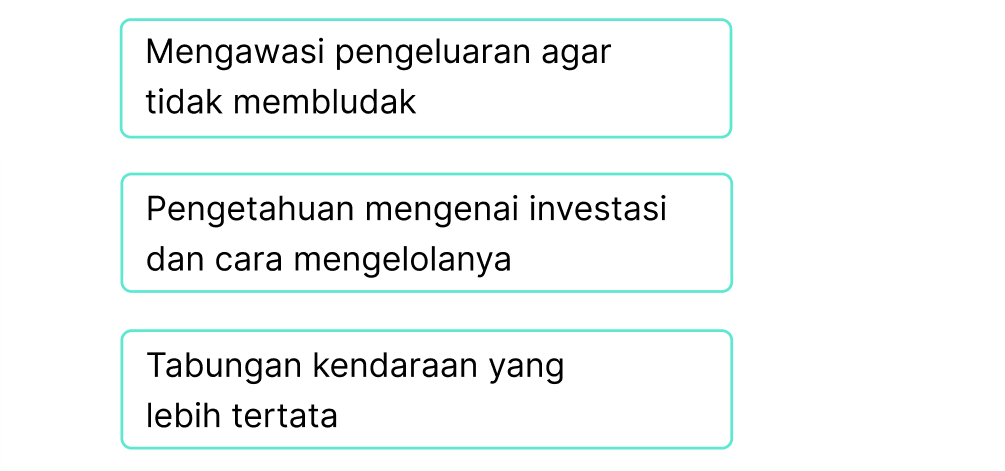 Mengawasi pengeluaran agar
tidak membludak
Pengetahuan mengenai investasi
dan cara mengelolanya
Tabungan kendaraan yang
lebih tertata